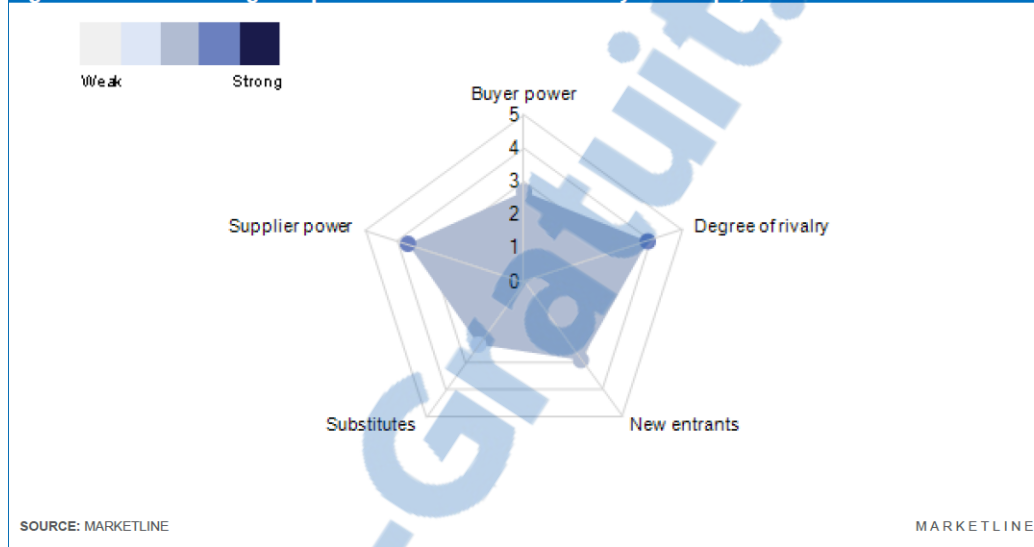 Weak Strong
Buyer power
5
4
3
2
1
0
Supplier power
Degree of rivalry
Substitutes
New entrants
SOURCE: MARKETLINE
MARKETLINE